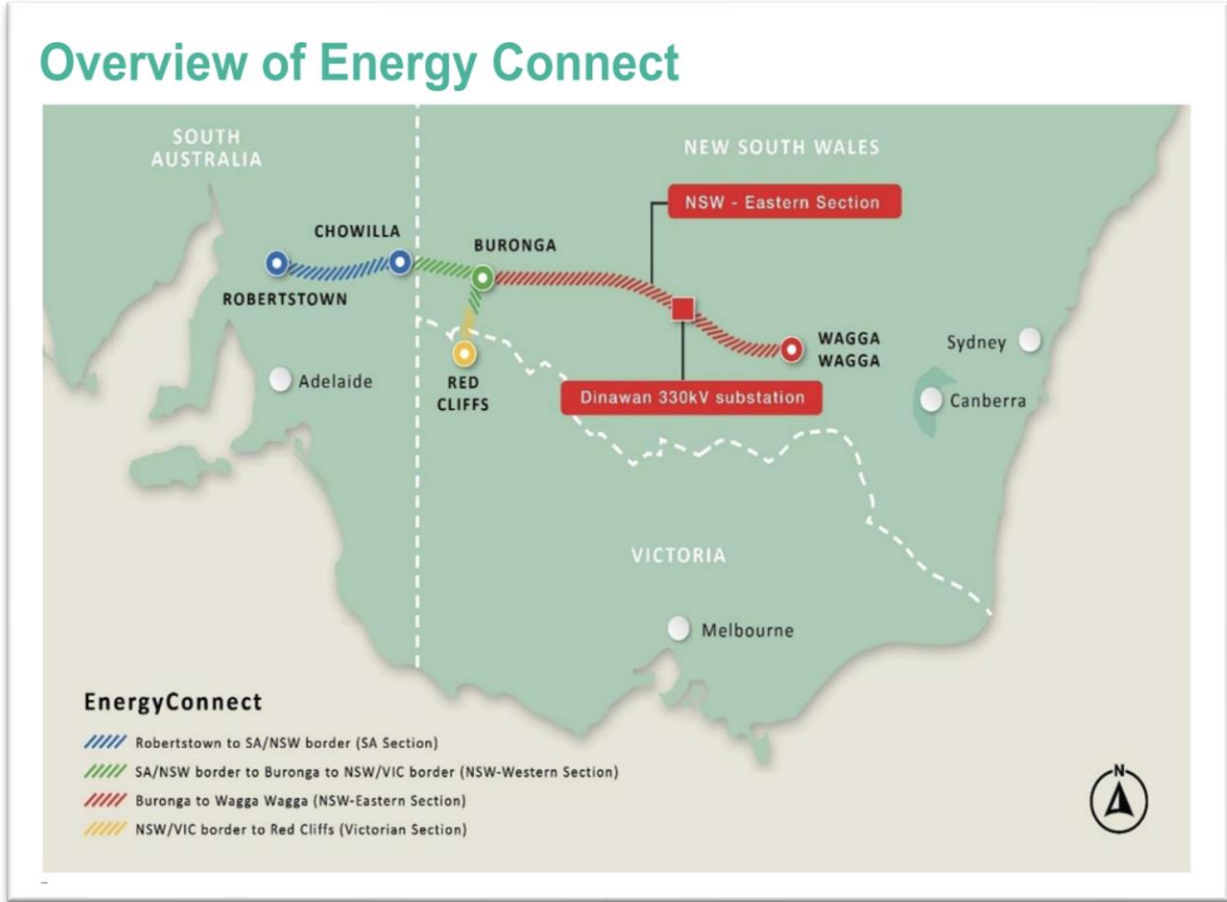 Overview of Energy Connect
SOUTH
AUSTRALIA
NEW SOUTH WALES
NSW - Eastern Section
CHOWILLA
BURONGA
ROBERTSTOWN
WAGGA
WAGGA
Sydney
Adelaide
RED
CLIFFS
Dinawan 330kV substation
Canberra
VICTORIA
Melbourne
EnergyConnect
Robertstown to SA/NSW border (SA Section)
SA/NSW border to Buronga to NSW/VIC border (NSW-Western Section)
Buronga to Wagga Wagga (NSW-Eastern Section)
NSW/VIC border to Red Cliffs (Victorian Section)
N